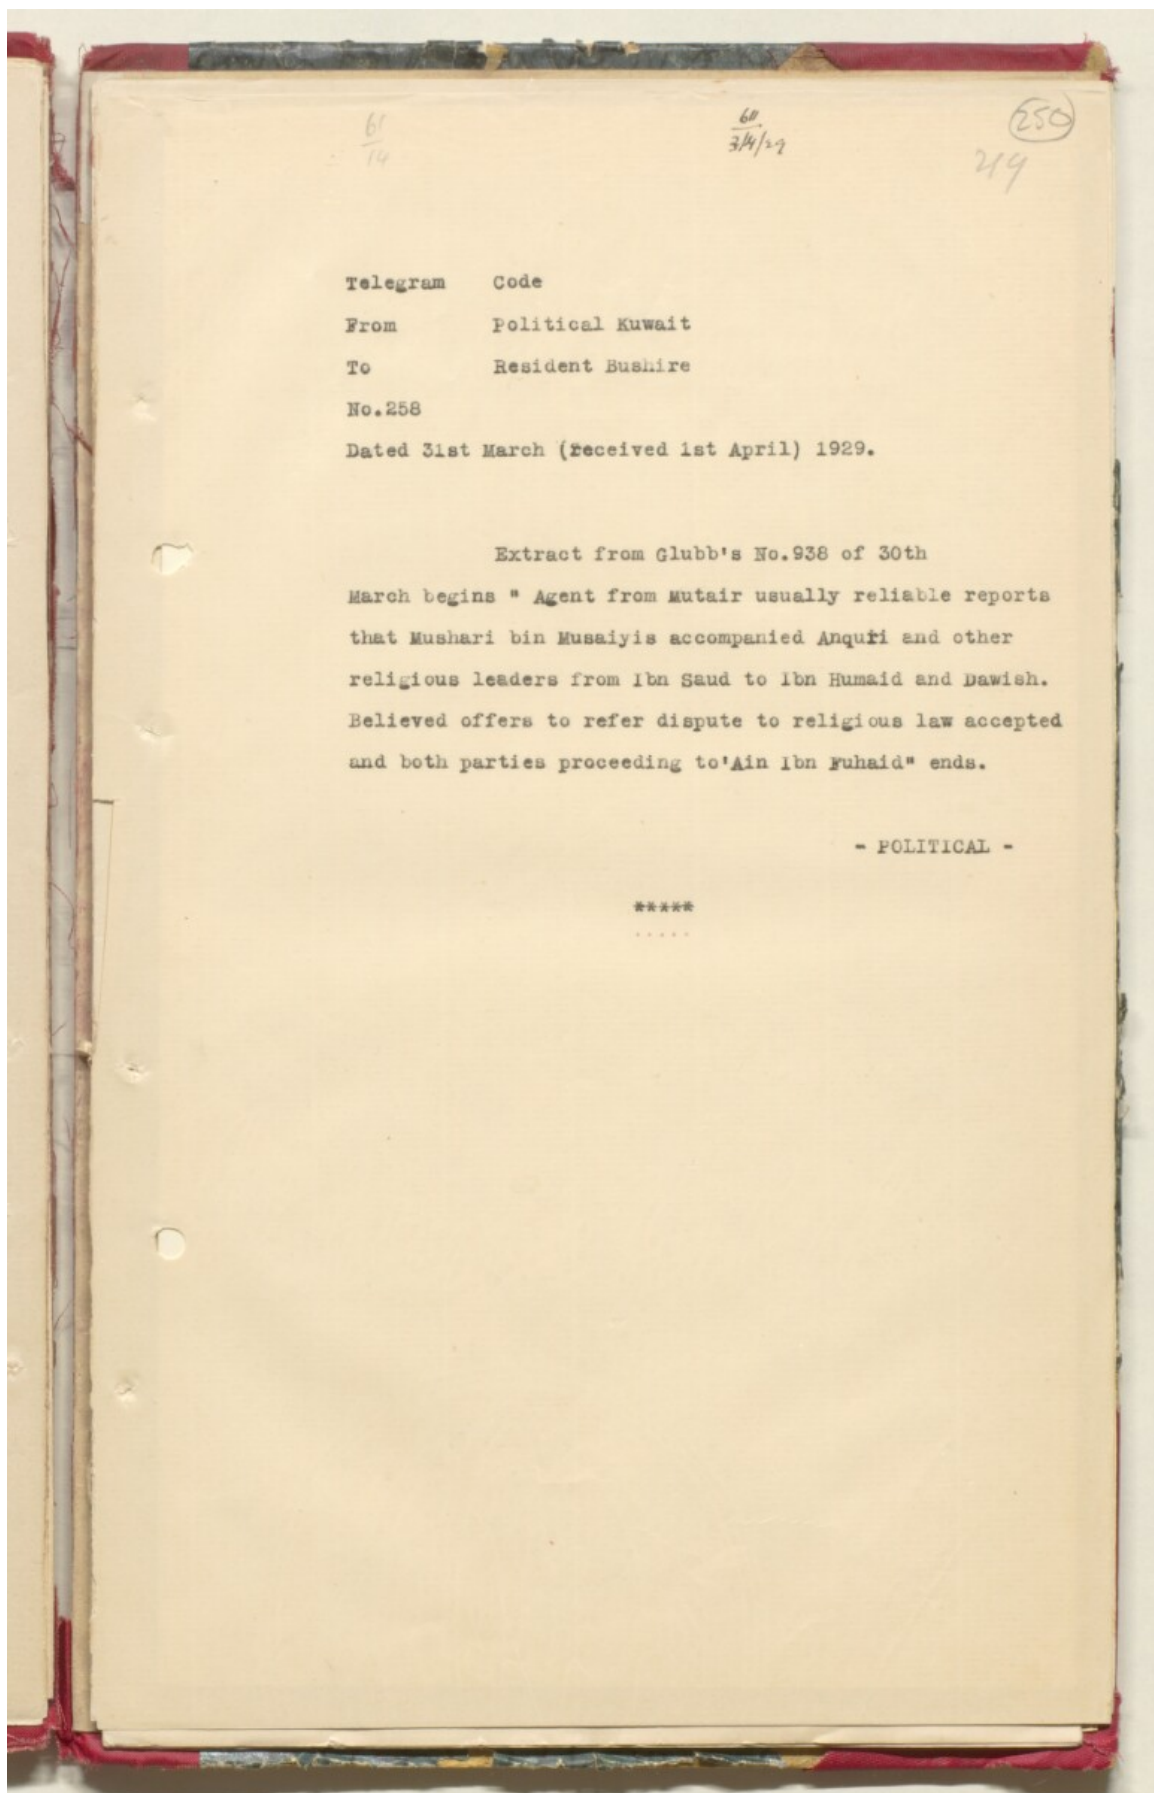 61
14
611
3/4/29
250
219
Telegram Code
From Political Kuwait
To Resident Bushire
No.258
Dated 31st March (received 1st April) 1929.
Extract from Glubb's No.938 of 30th
March begins " Agent from Mutair usually reliable reports
that Mushari bin Musaiyis accompanied Anquri and other
religious leaders from Ibn Saud to Ibn Humaid and Dawish.
Believed offers to refer dispute to religious law accepted
and both parties proceeding to'Ain Ibn Fuhaid" ends.
- POLITICAL -
*****
.....